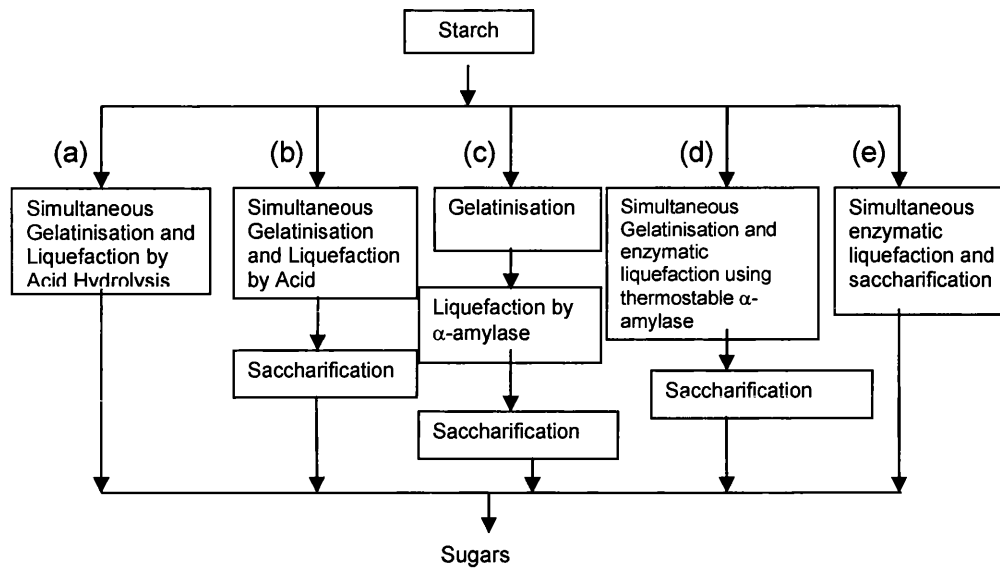 Starch
(a)
(b)
(c)
(d)
(e)
Simultaneous
Gelatinisation and
Liquefaction by
Acid Hydrolysis
Simultaneous
Gelatinisation
and Liquefaction
by Acid
Saccharification
Gelatinisation
Liquefaction by
α-amylase
Saccharification
Simultaneous
Gelatinisation and
enzymatic
liquefaction using
thermostable α-
amylase
Saccharification
Simultaneous
enzymatic
liquefaction and
saccharification
Sugars